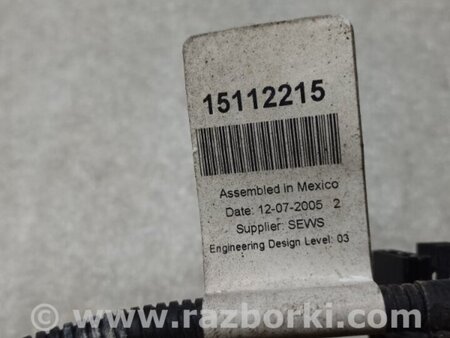 15112215
Assembled in Mexico
Date: 12-07-2005 2
Supplier: SEWS
Engineering Design Level: 03
www.razborki.com